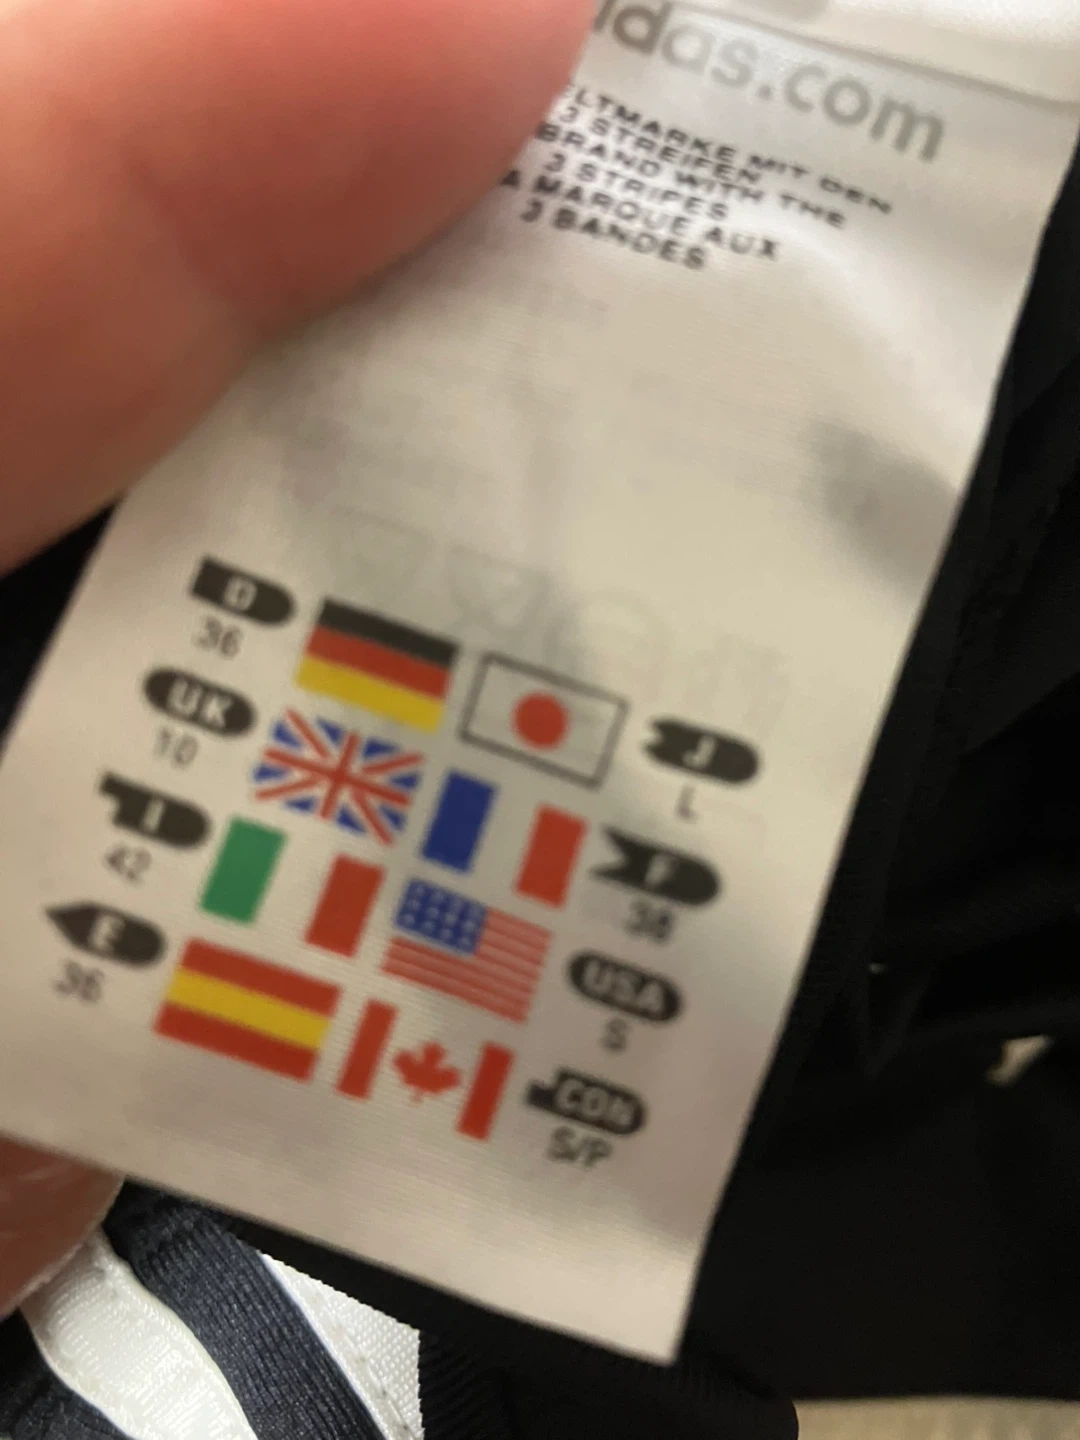 das.com
LTMARKE MIT DEN
3 STREIFEN
BRAND WITH THE
3 STRIPES
A MARQUE AUX
3 BANDES
D
36
J
L
UK
10
F
38
I
42
USA
S
E
36
CDN
S/P